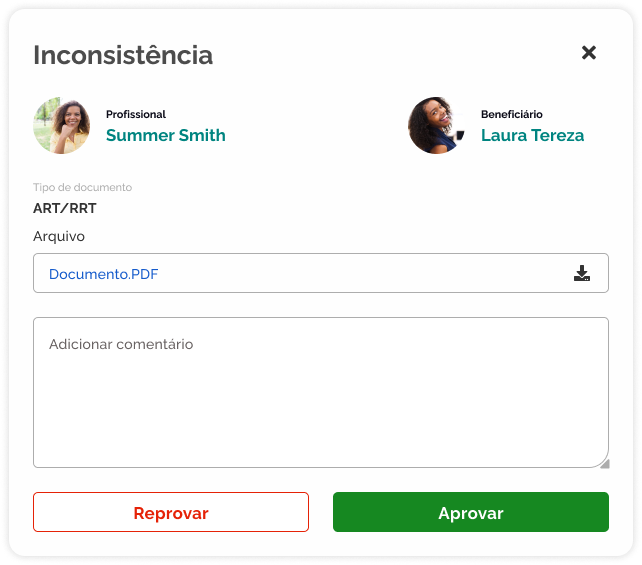 Inconsistência
Profissional
Summer Smith
Beneficiário
Laura Tereza
Tipo de documento
ART/RRT
Arquivo
Documento.PDF
Adicionar comentário
Reprovar
Aprovar